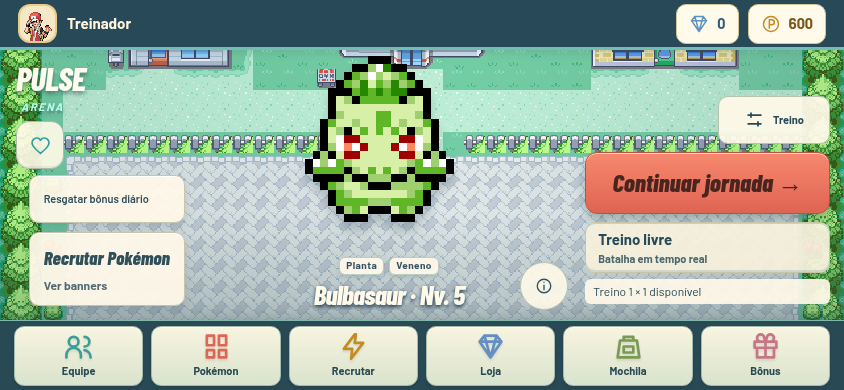 Treinador
0
600
PULSE
ARENA
Treino
Resgatar bônus diário
Continuar jornada →
Recrutar Pokémon
Ver banners
Treino livre
Batalha em tempo real
Planta
Veneno
Bulbasaur · Nv. 5
Treino 1 × 1 disponível
Equipe
Pokémon
Recrutar
Loja
Mochila
Bônus